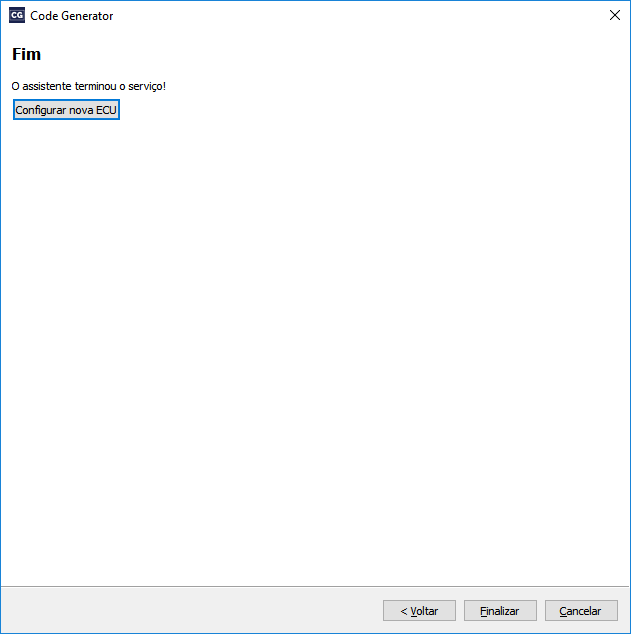 CG Code Generator
Fim
O assistente terminou o serviço!
Configurar nova ECU
< Voltar Finalizar Cancelar